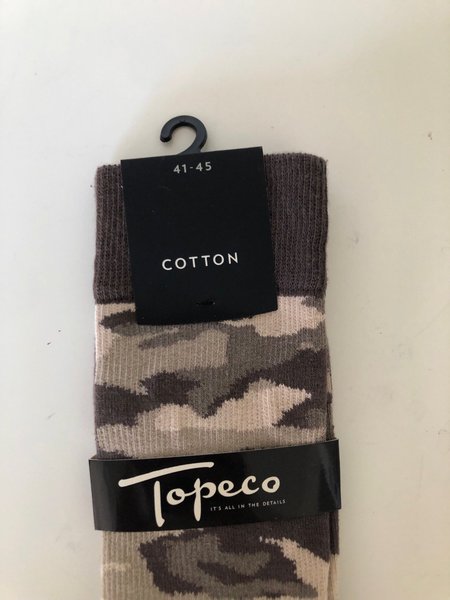 41-45
COTTON
Topeco
IT'S ALL IN THE DETAILS